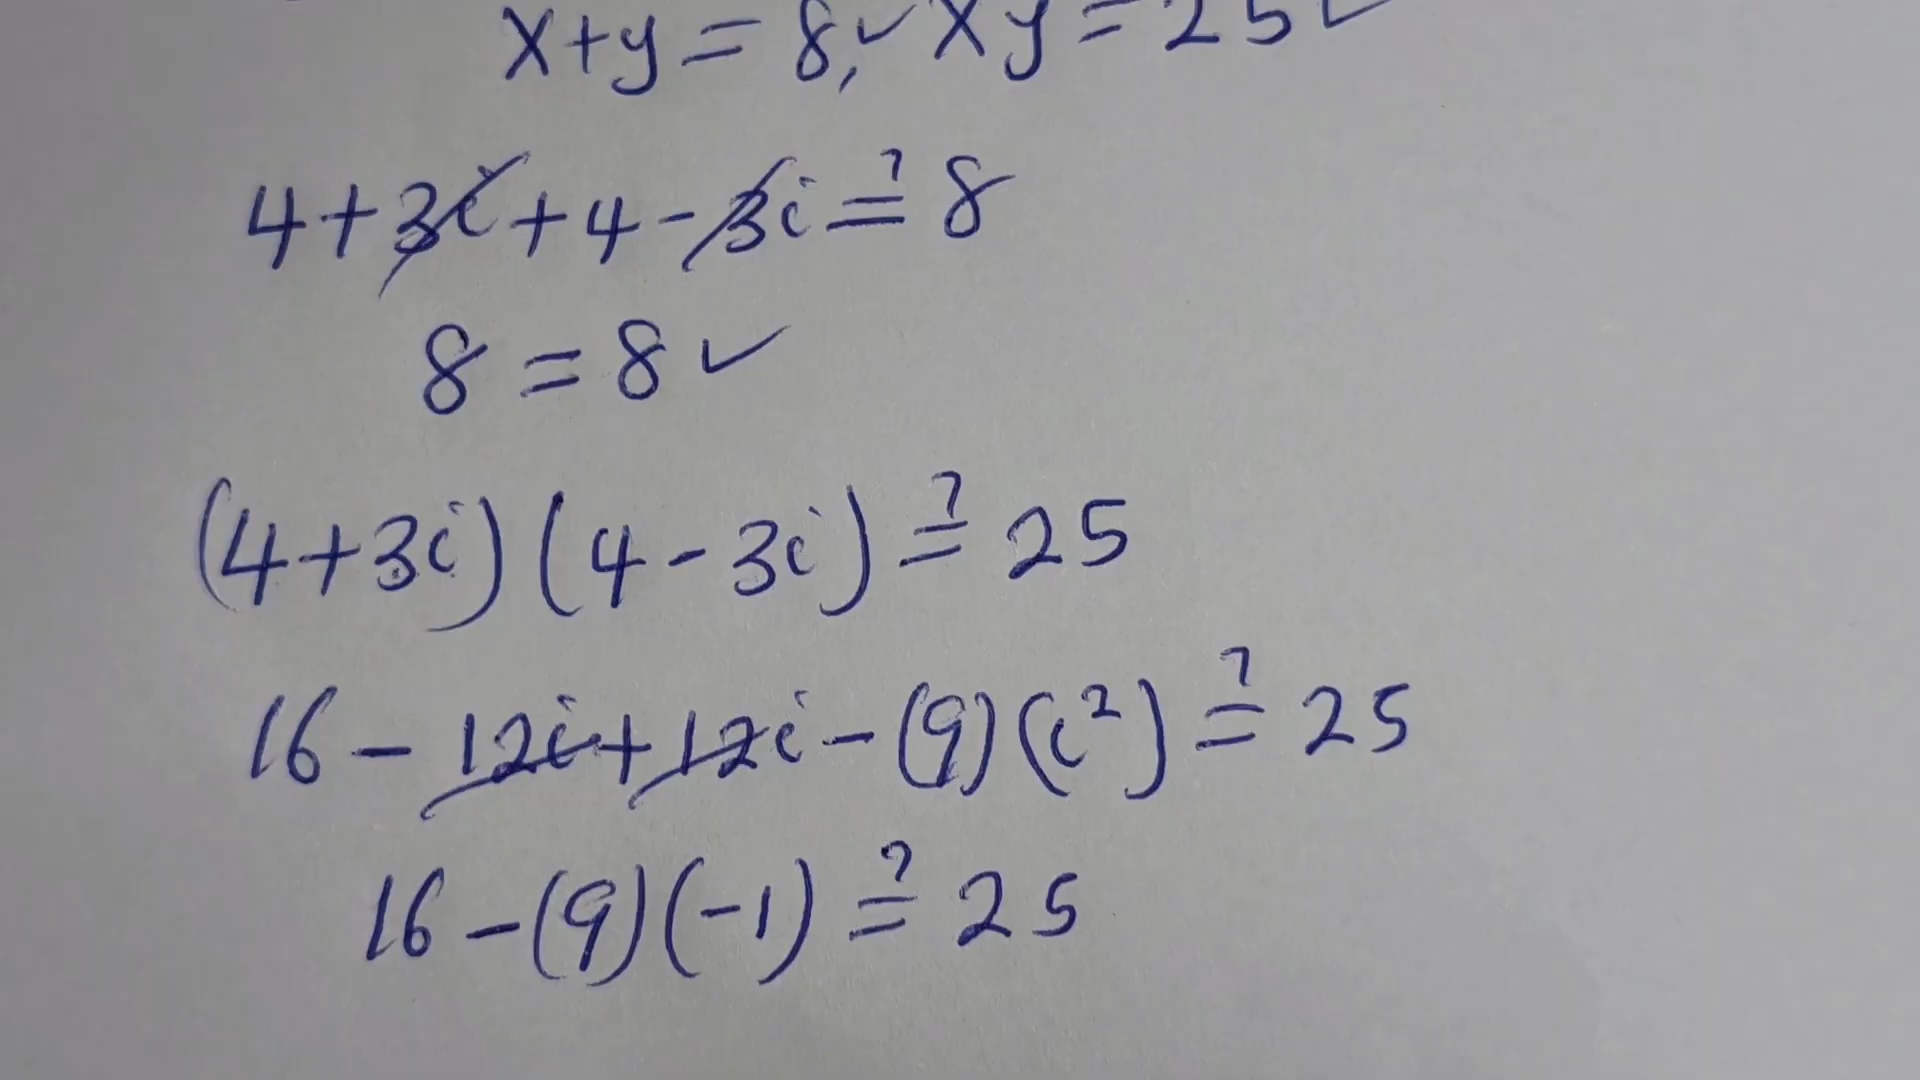 x+y = 8,✓ xy = 25✓
4+3i+4-3i ≟ 8
8 = 8✓
(4+3i)(4-3i) ≟ 25
16-12i+12i-(9)(i²) ≟ 25
16-(9)(-1) ≟ 25